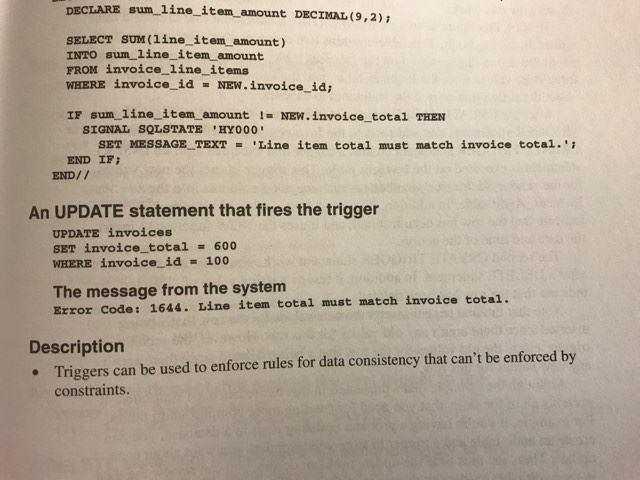 DECLARE sum_line_item_amount DECIMAL(9,2);
SELECT SUM(line_item_amount)
INTO sum_line_item_amount
FROM invoice_line_items
WHERE invoice_id = NEW.invoice_id;
IF sum_line_item_amount != NEW.invoice_total THEN
SIGNAL SQLSTATE 'HY000'
SET MESSAGE_TEXT = 'Line item total must match invoice total.';
END IF;
END//
An UPDATE statement that fires the trigger
UPDATE invoices
SET invoice_total = 600
WHERE invoice_id = 100
The message from the system
Error Code: 1644. Line item total must match invoice total.
Description
• Triggers can be used to enforce rules for data consistency that can't be enforced by
constraints.